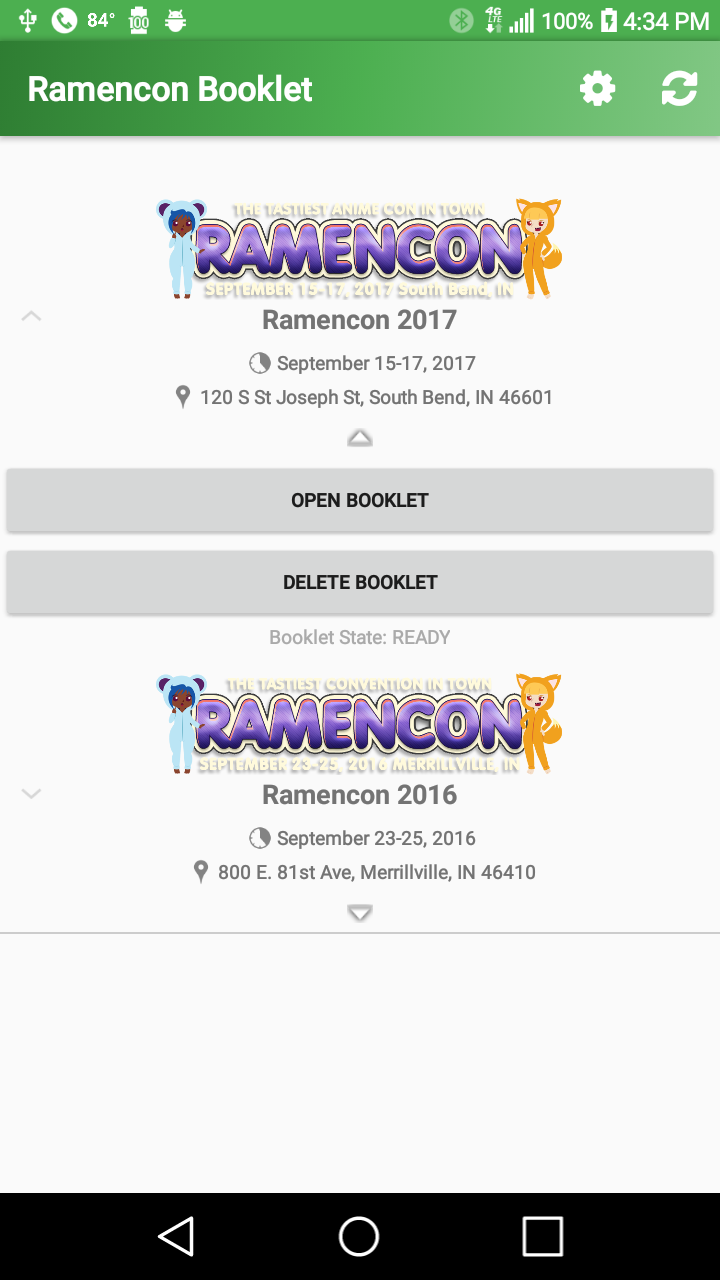 84° 100 4G LTE 100% 4:34 PM
Ramencon Booklet
THE TASTIEST ANIME CON IN TOWN
RAMENCON
SEPTEMBER 15-17, 2017 South Bend, IN
Ramencon 2017
September 15-17, 2017
120 S St Joseph St, South Bend, IN 46601
OPEN BOOKLET
DELETE BOOKLET
Booklet State: READY
THE TASTIEST CONVENTION IN TOWN
RAMENCON
SEPTEMBER 23-25, 2016 MERRILLVILLE, IN
Ramencon 2016
September 23-25, 2016
800 E. 81st Ave, Merrillville, IN 46410